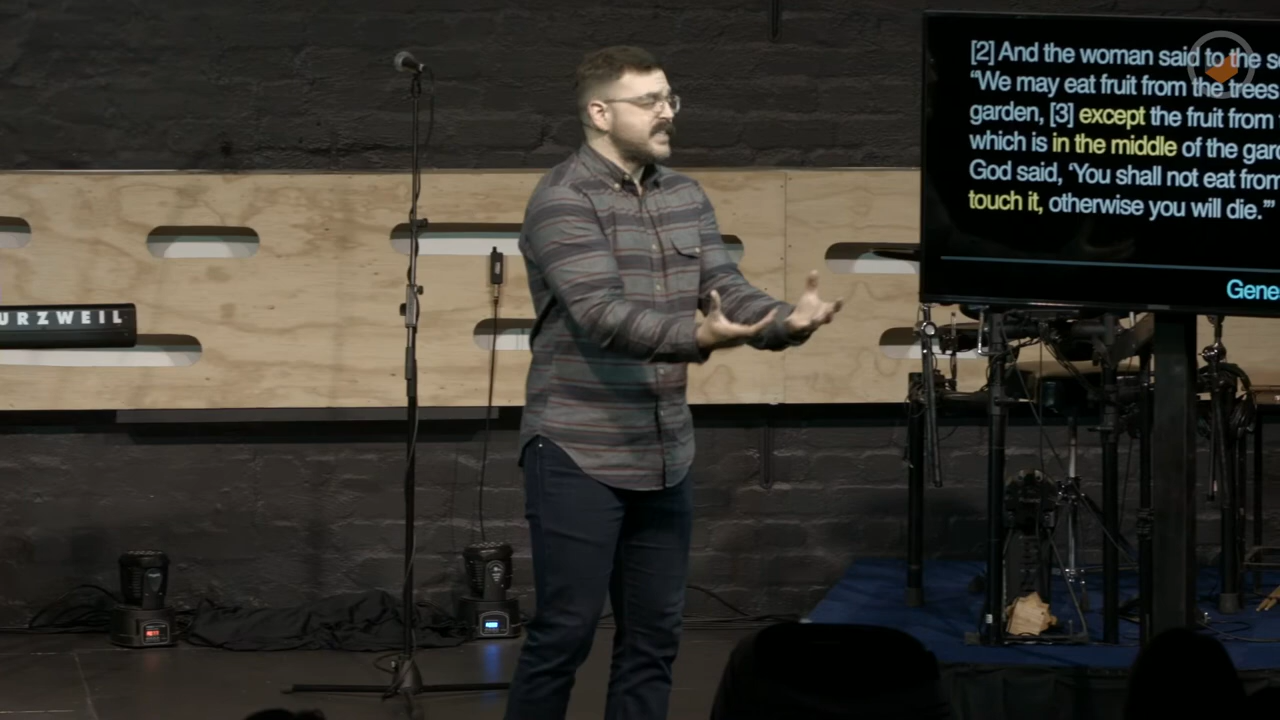 URZWEIL
[2] And the woman said to the
"We may eat fruit from the trees
garden, [3] except the fruit from
which is in the middle of the
God said, 'You shall not eat from
touch it, otherwise you will die.'"